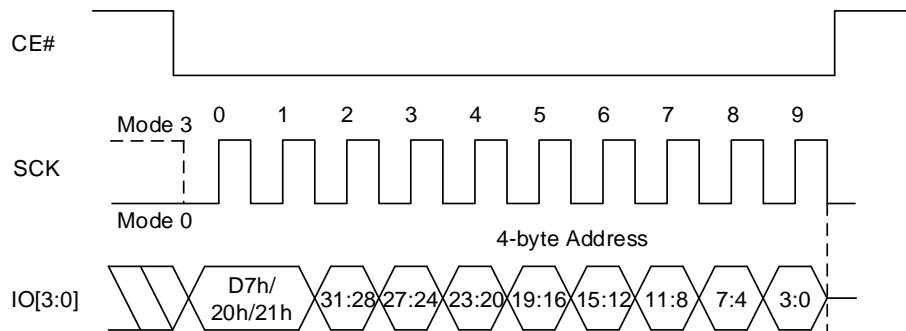 CE#
0 1 2 3 4 5 6 7 8 9
Mode 3
SCK
Mode 0
4-byte Address
IO[3:0]
D7h/
20h/21h
31:28 27:24 23:20 19:16 15:12 11:8 7:4 3:0